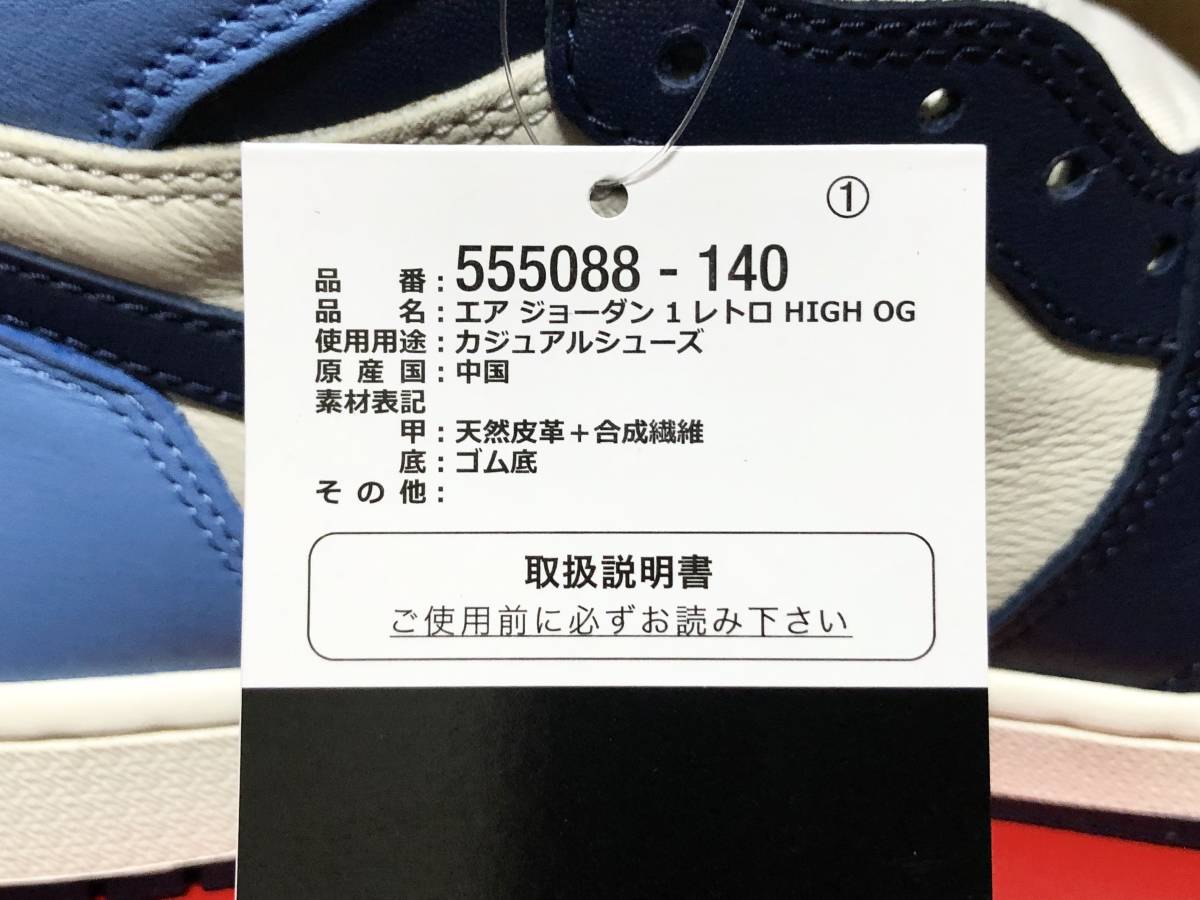 ①
品番：555088 - 140
品名：エア ジョーダン 1 レトロ HIGH OG
使用用途：カジュアルシューズ
原産国：中国
素材表記
甲：天然皮革＋合成繊維
底：ゴム底
その他：
取扱説明書
ご使用前に必ずお読み下さい